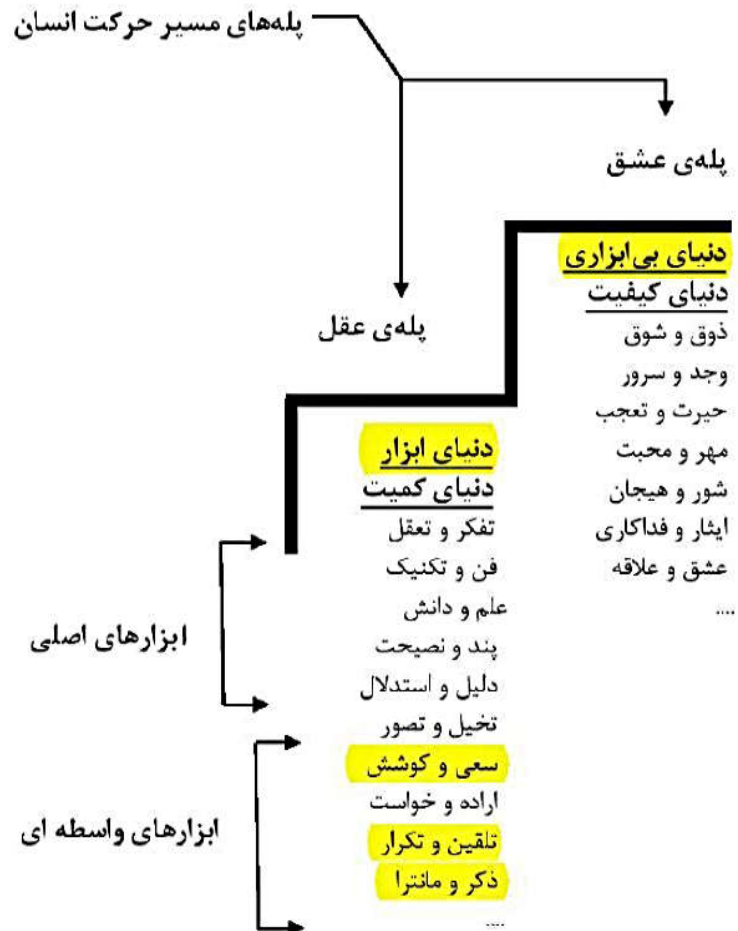 پله‌های مسیر حرکت انسان
پله‌ی عشق
دنیای بی‌ابزاری
دنیای کیفیت
ذوق و شوق
وجد و سرور
حیرت و تعجب
مهر و محبت
شور و هیجان
ایثار و فداکاری
عشق و علاقه
....
پله‌ی عقل
دنیای ابزار
دنیای کمیت
تفکر و تعقل
فن و تکنیک
علم و دانش
پند و نصیحت
دلیل و استدلال
تخیل و تصور
سعی و کوشش
اراده و خواست
تلقین و تکرار
ذکر و مانترا
....
ابزارهای اصلی
ابزارهای واسطه ای